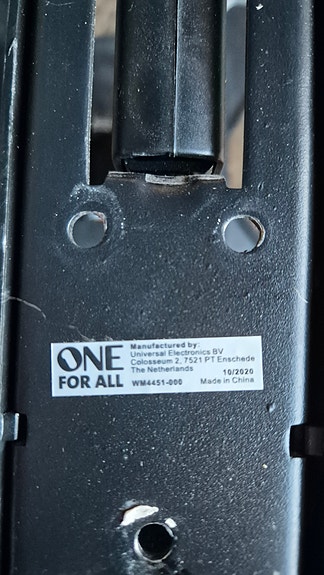 ONE
FOR ALL
Manufactured by:
Universal Electronics BV
Colosseum 2, 7521 PT Enschede
The Netherlands
10/2020
WM4451-000
Made in China